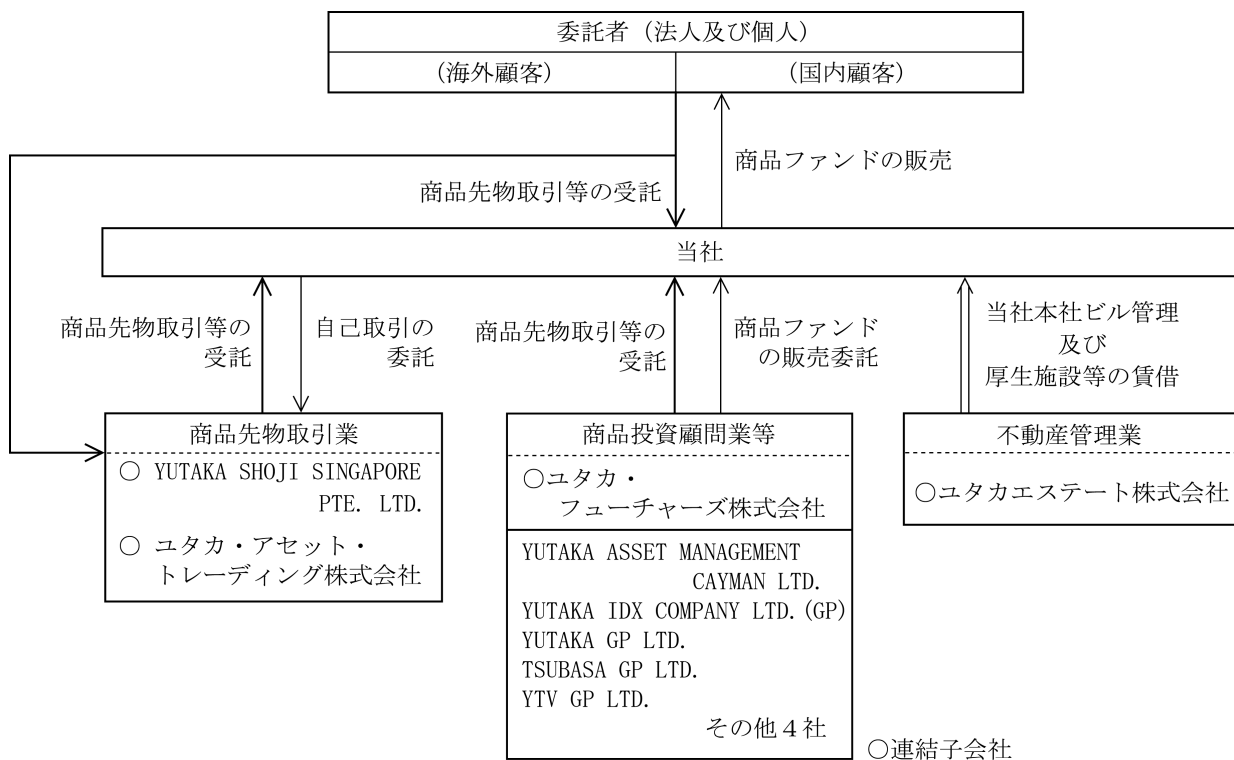 委託者（法人及び個人）
（海外顧客）
（国内顧客）
商品ファンドの販売
商品先物取引等の受託
当社
商品先物取引等の
受託
自己取引の
委託
商品先物取引等の
受託
商品ファンド
の販売委託
当社本社ビル管理
及び
厚生施設等の賃借
商品先物取引業
○ YUTAKA SHOJI SINGAPORE
PTE. LTD.
○ ユタカ・アセット・
トレーディング株式会社
商品投資顧問業等
○ユタカ・
フューチャーズ株式会社
YUTAKA ASSET MANAGEMENT
CAYMAN LTD.
YUTAKA IDX COMPANY LTD.(GP)
YUTAKA GP LTD.
TSUBASA GP LTD.
YTV GP LTD.
その他４社
不動産管理業
○ユタカエステート株式会社
○連結子会社